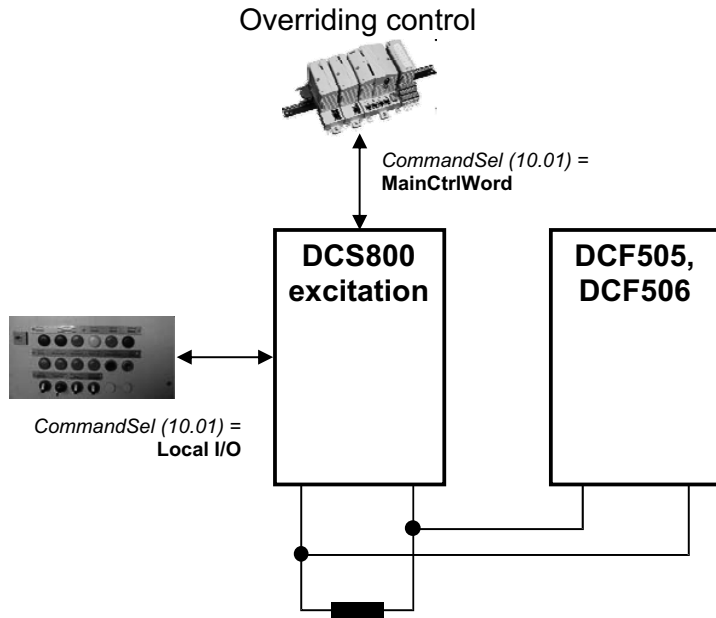 Overriding control
CommandSel (10.01) =
MainCtrlWord
DCS800
excitation
DCF505,
DCF506
CommandSel (10.01) =
Local I/O